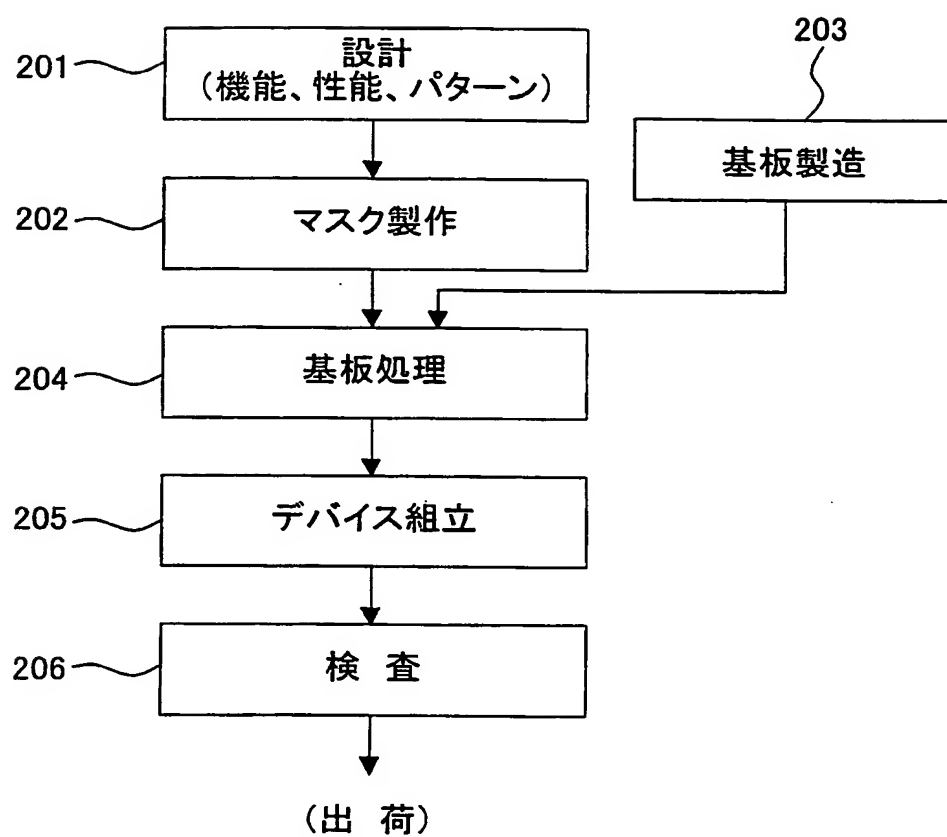 201
設計
(機能、性能、パターン)
203
基板製造
202
マスク製作
204
基板処理
205
デバイス組立
206
検 査
(出 荷)